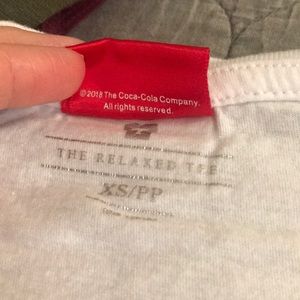 ©2018 The Coca-Cola Company.
All rights reserved.
THE RELAXED TEE
XS/PP